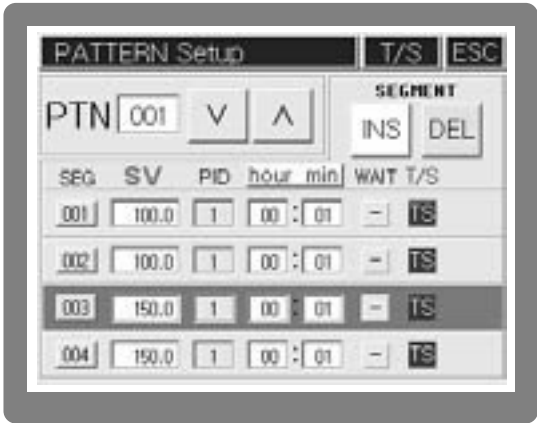 PATTERN Setup T/S ESC
SEGMENT
PTN 001 V Λ INS DEL
SEG. SV PID hour min WAIT T/S
001 100.0 1 00 : 01 - TS
002 100.0 1 00 : 01 - TS
003 150.0 1 00 : 01 - TS
004 150.0 1 00 : 01 - TS